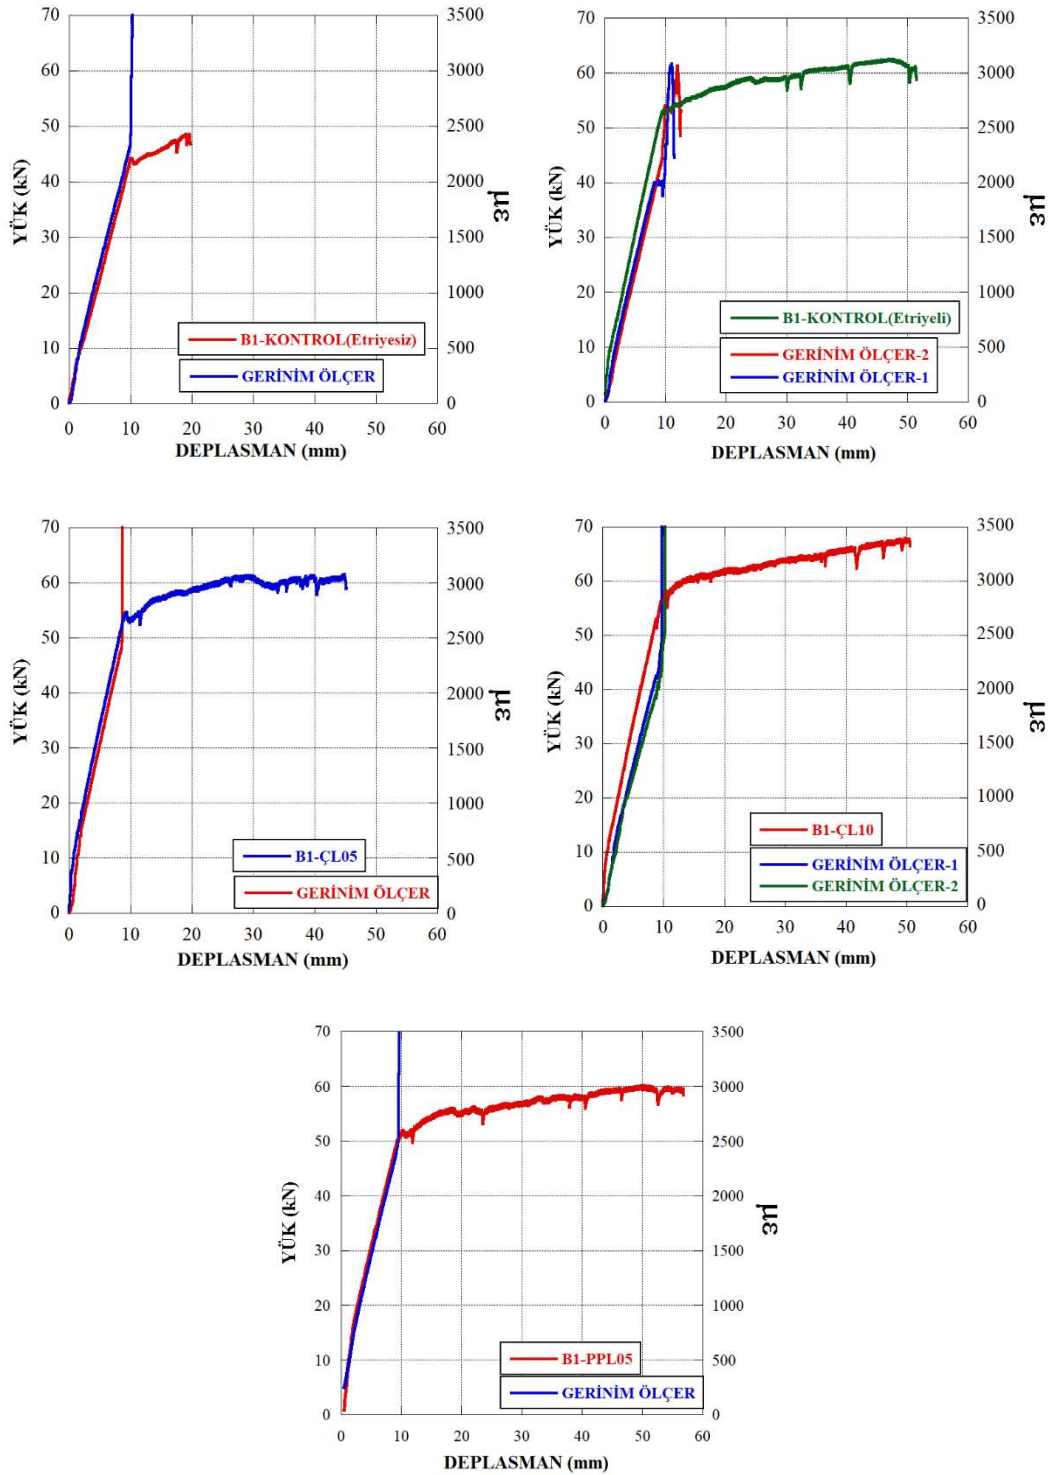 70
60
50
40
30
20
10
0
YÜK (kN)
3500
3000
2500
2000
1500
1000
500
0
με
B1-KONTROL(Etriyesiz)
GERİNİM ÖLÇER
0 10 20 30 40 50 60
DEPLASMAN (mm)
70
60
50
40
30
20
10
0
YÜK (kN)
3500
3000
2500
2000
1500
1000
500
0
με
B1-KONTROL(Etriyeli)
GERİNİM ÖLÇER-2
GERİNİM ÖLÇER-1
0 10 20 30 40 50 60
DEPLASMAN (mm)
70
60
50
40
30
20
10
0
YÜK (kN)
3500
3000
2500
2000
1500
1000
500
0
με
B1-ÇL05
GERİNİM ÖLÇER
0 10 20 30 40 50 60
DEPLASMAN (mm)
70
60
50
40
30
20
10
0
YÜK (kN)
3500
3000
2500
2000
1500
1000
500
0
με
B1-ÇL10
GERİNİM ÖLÇER-1
GERİNİM ÖLÇER-2
0 10 20 30 40 50 60
DEPLASMAN (mm)
70
60
50
40
30
20
10
0
YÜK (kN)
3500
3000
2500
2000
1500
1000
500
0
με
B1-PPL05
GERİNİM ÖLÇER
0 10 20 30 40 50 60
DEPLASMAN (mm)